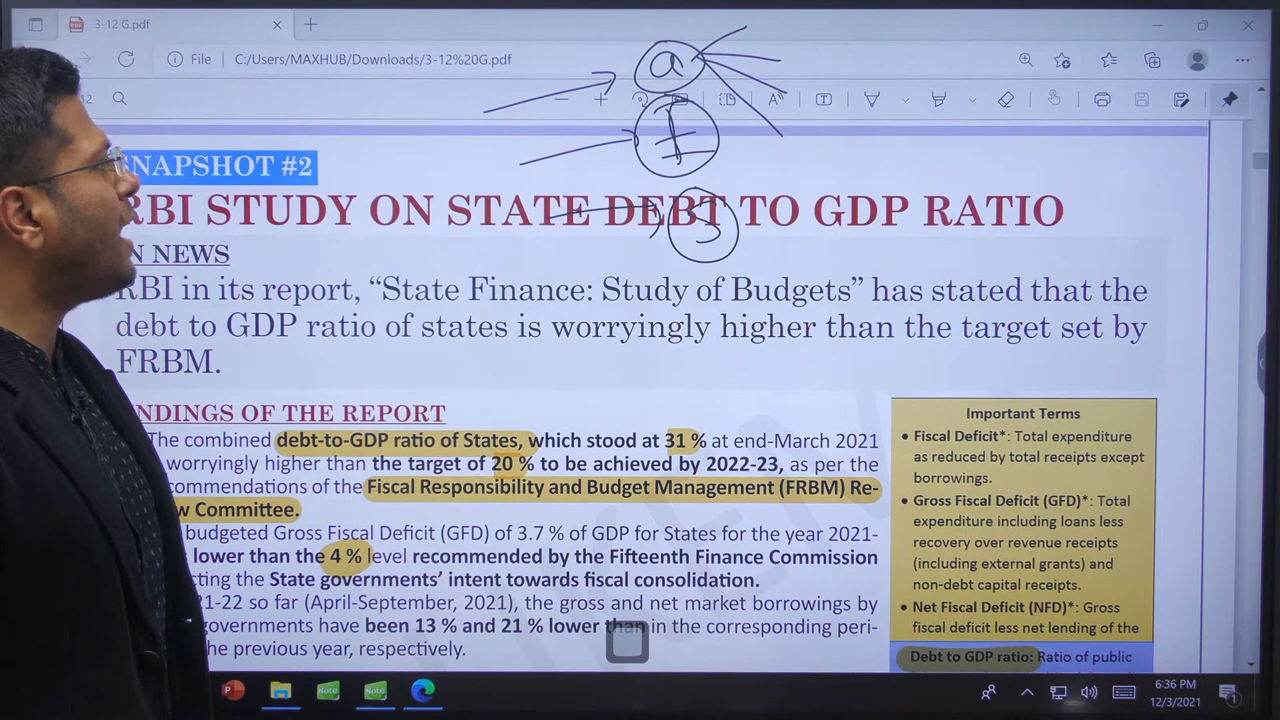 3-12 G.pdf
File C:/Users/MAXHUB/Downloads/3-12%20G.pdf
12
a
I
3
SNAPSHOT #2
RBI STUDY ON STATE DEBT TO GDP RATIO
IN NEWS
RBI in its report, “State Finance: Study of Budgets” has stated that the
debt to GDP ratio of states is worryingly higher than the target set by
FRBM.
NDINGS OF THE REPORT
The combined debt-to-GDP ratio of States, which stood at 31 % at end-March 2021
worryingly higher than the target of 20 % to be achieved by 2022-23, as per the
commendations of the Fiscal Responsibility and Budget Management (FRBM) Re-
w Committee.
budgeted Gross Fiscal Deficit (GFD) of 3.7 % of GDP for States for the year 2021-
lower than the 4 % level recommended by the Fifteenth Finance Commission
cting the State governments’ intent towards fiscal consolidation.
21-22 so far (April-September, 2021), the gross and net market borrowings by
governments have been 13 % and 21 % lower than in the corresponding peri-
he previous year, respectively.
Important Terms
• Fiscal Deficit*: Total expenditure
as reduced by total receipts except
borrowings.
• Gross Fiscal Deficit (GFD)*: Total
expenditure including loans less
recovery over revenue receipts
(including external grants) and
non-debt capital receipts.
• Net Fiscal Deficit (NFD)*: Gross
fiscal deficit less net lending of the
Debt to GDP ratio: Ratio of public
Note
Note
6:36 PM
12/3/2021